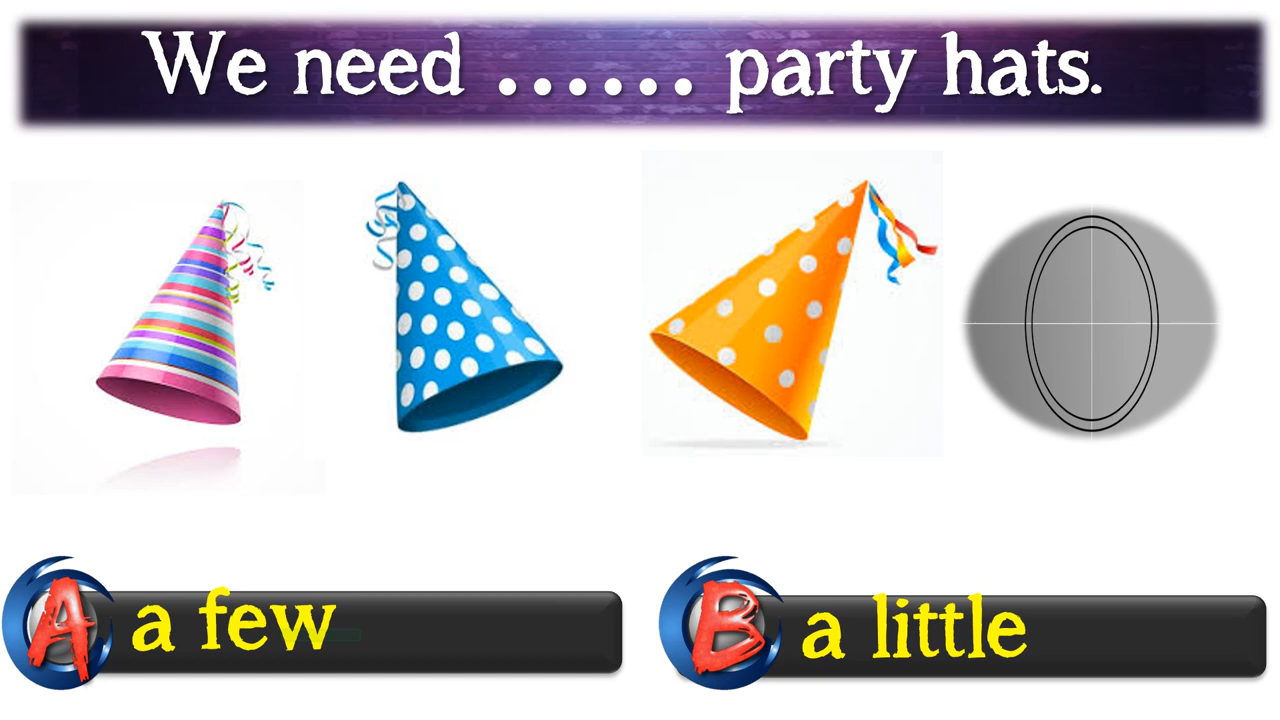 We need ...... party hats.
A a few
B a little